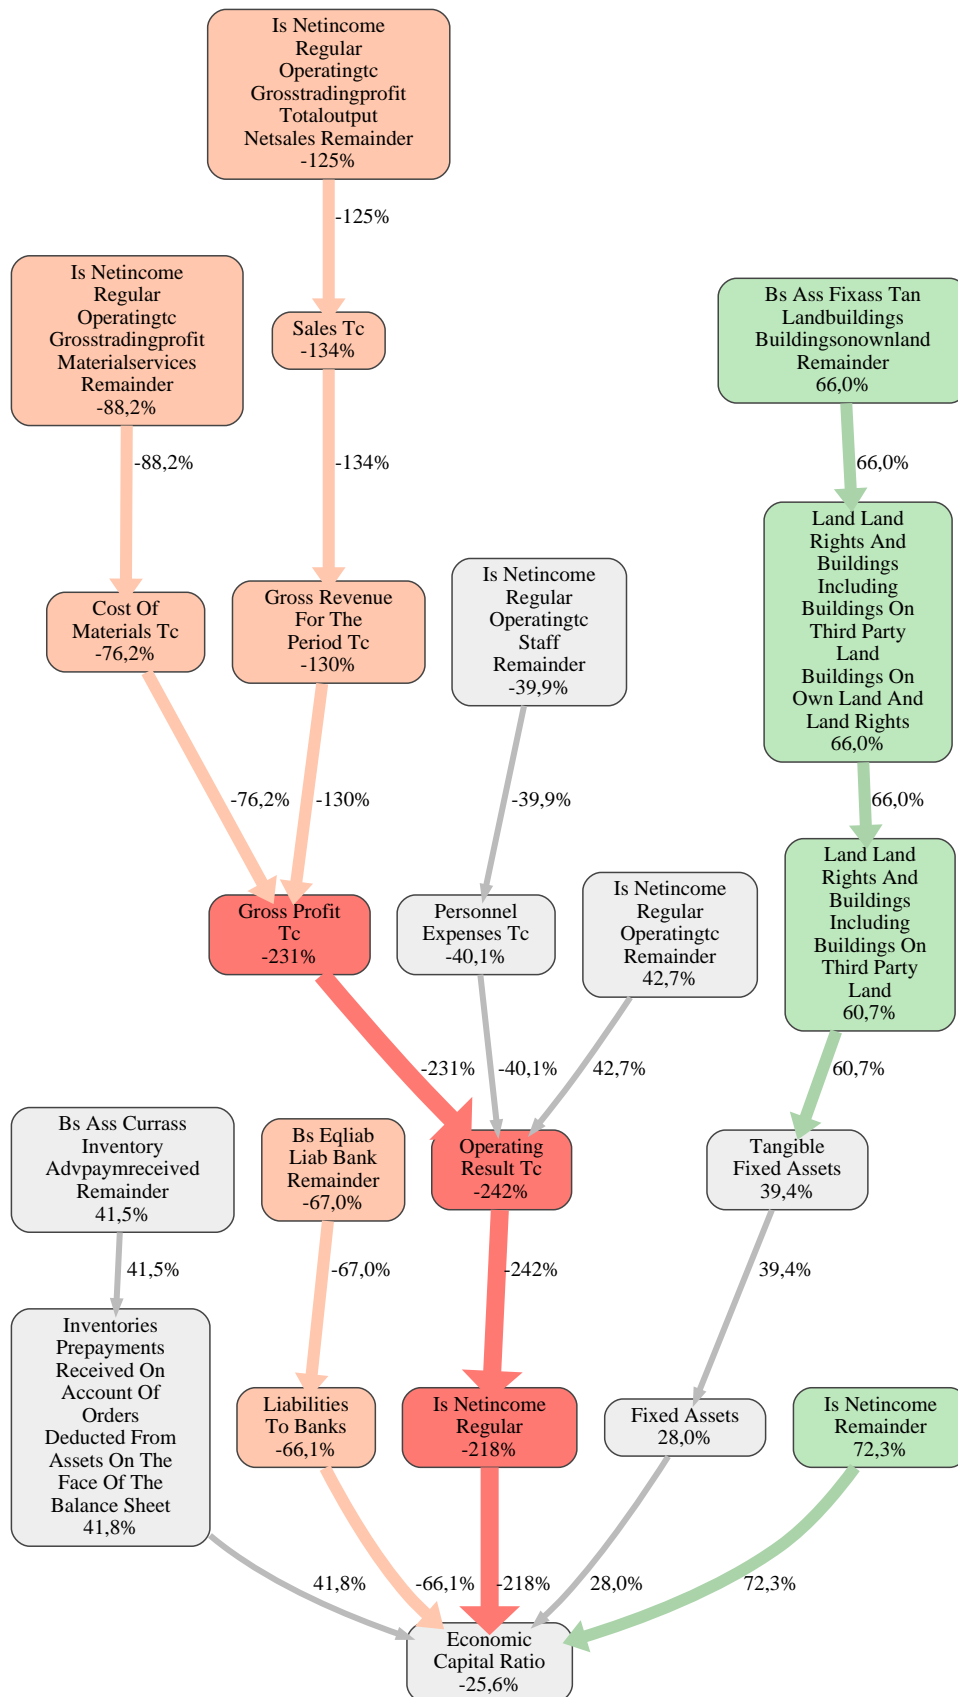 Is Netincome
Regular
Operatingtc
Grosstradingprofit
Totaloutput
Netsales Remainder
-125%
-125%
Is Netincome
Regular
Operatingtc
Grosstradingprofit
Materialservices
Remainder
-88,2%
Sales Tc
-134%
Bs Ass Fixass Tan
Landbuildings
Buildingsonownland
Remainder
66,0%
-88,2%
-134%
66,0%
Land Land
Rights And
Buildings
Including
Buildings On
Third Party
Land
Buildings On
Own Land And
Land Rights
66,0%
Cost Of
Materials Tc
-76,2%
Gross Revenue
For The
Period Tc
-130%
Is Netincome
Regular
Operatingtc
Staff
Remainder
-39,9%
-76,2%
-130%
-39,9%
66,0%
Land Land
Rights And
Buildings
Including
Buildings On
Third Party
Land
60,7%
Gross Profit
Tc
-231%
Personnel
Expenses Tc
-40,1%
Is Netincome
Regular
Operatingtc
Remainder
42,7%
-231%
-40,1%
42,7%
60,7%
Bs Ass Currass
Inventory
Advpaymreceived
Remainder
41,5%
Bs Eqliab
Liab Bank
Remainder
-67,0%
Operating
Result Tc
-242%
Tangible
Fixed Assets
39,4%
41,5%
-67,0%
-242%
39,4%
Inventories
Prepayments
Received On
Account Of
Orders
Deducted From
Assets On The
Face Of The
Balance Sheet
41,8%
Liabilities
To Banks
-66,1%
Is Netincome
Regular
-218%
Fixed Assets
28,0%
Is Netincome
Remainder
72,3%
41,8%
-66,1%
-218%
28,0%
72,3%
Economic
Capital Ratio
-25,6%